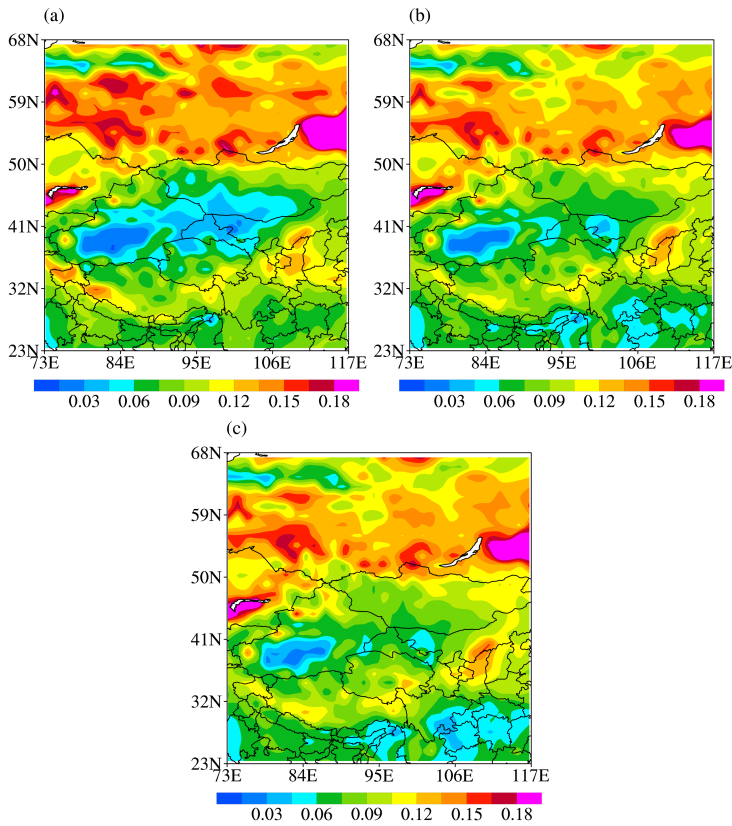 (a) (b)
68N 68N
59N 59N
50N 50N
41N 41N
32N 32N
23N 23N
73E 84E 95E 106E 117E 73E 84E 95E 106E 117E
0.03 0.06 0.09 0.12 0.15 0.18 0.03 0.06 0.09 0.12 0.15 0.18
(c)
68N
59N
50N
41N
32N
23N
73E 84E 95E 106E 117E
0.03 0.06 0.09 0.12 0.15 0.18